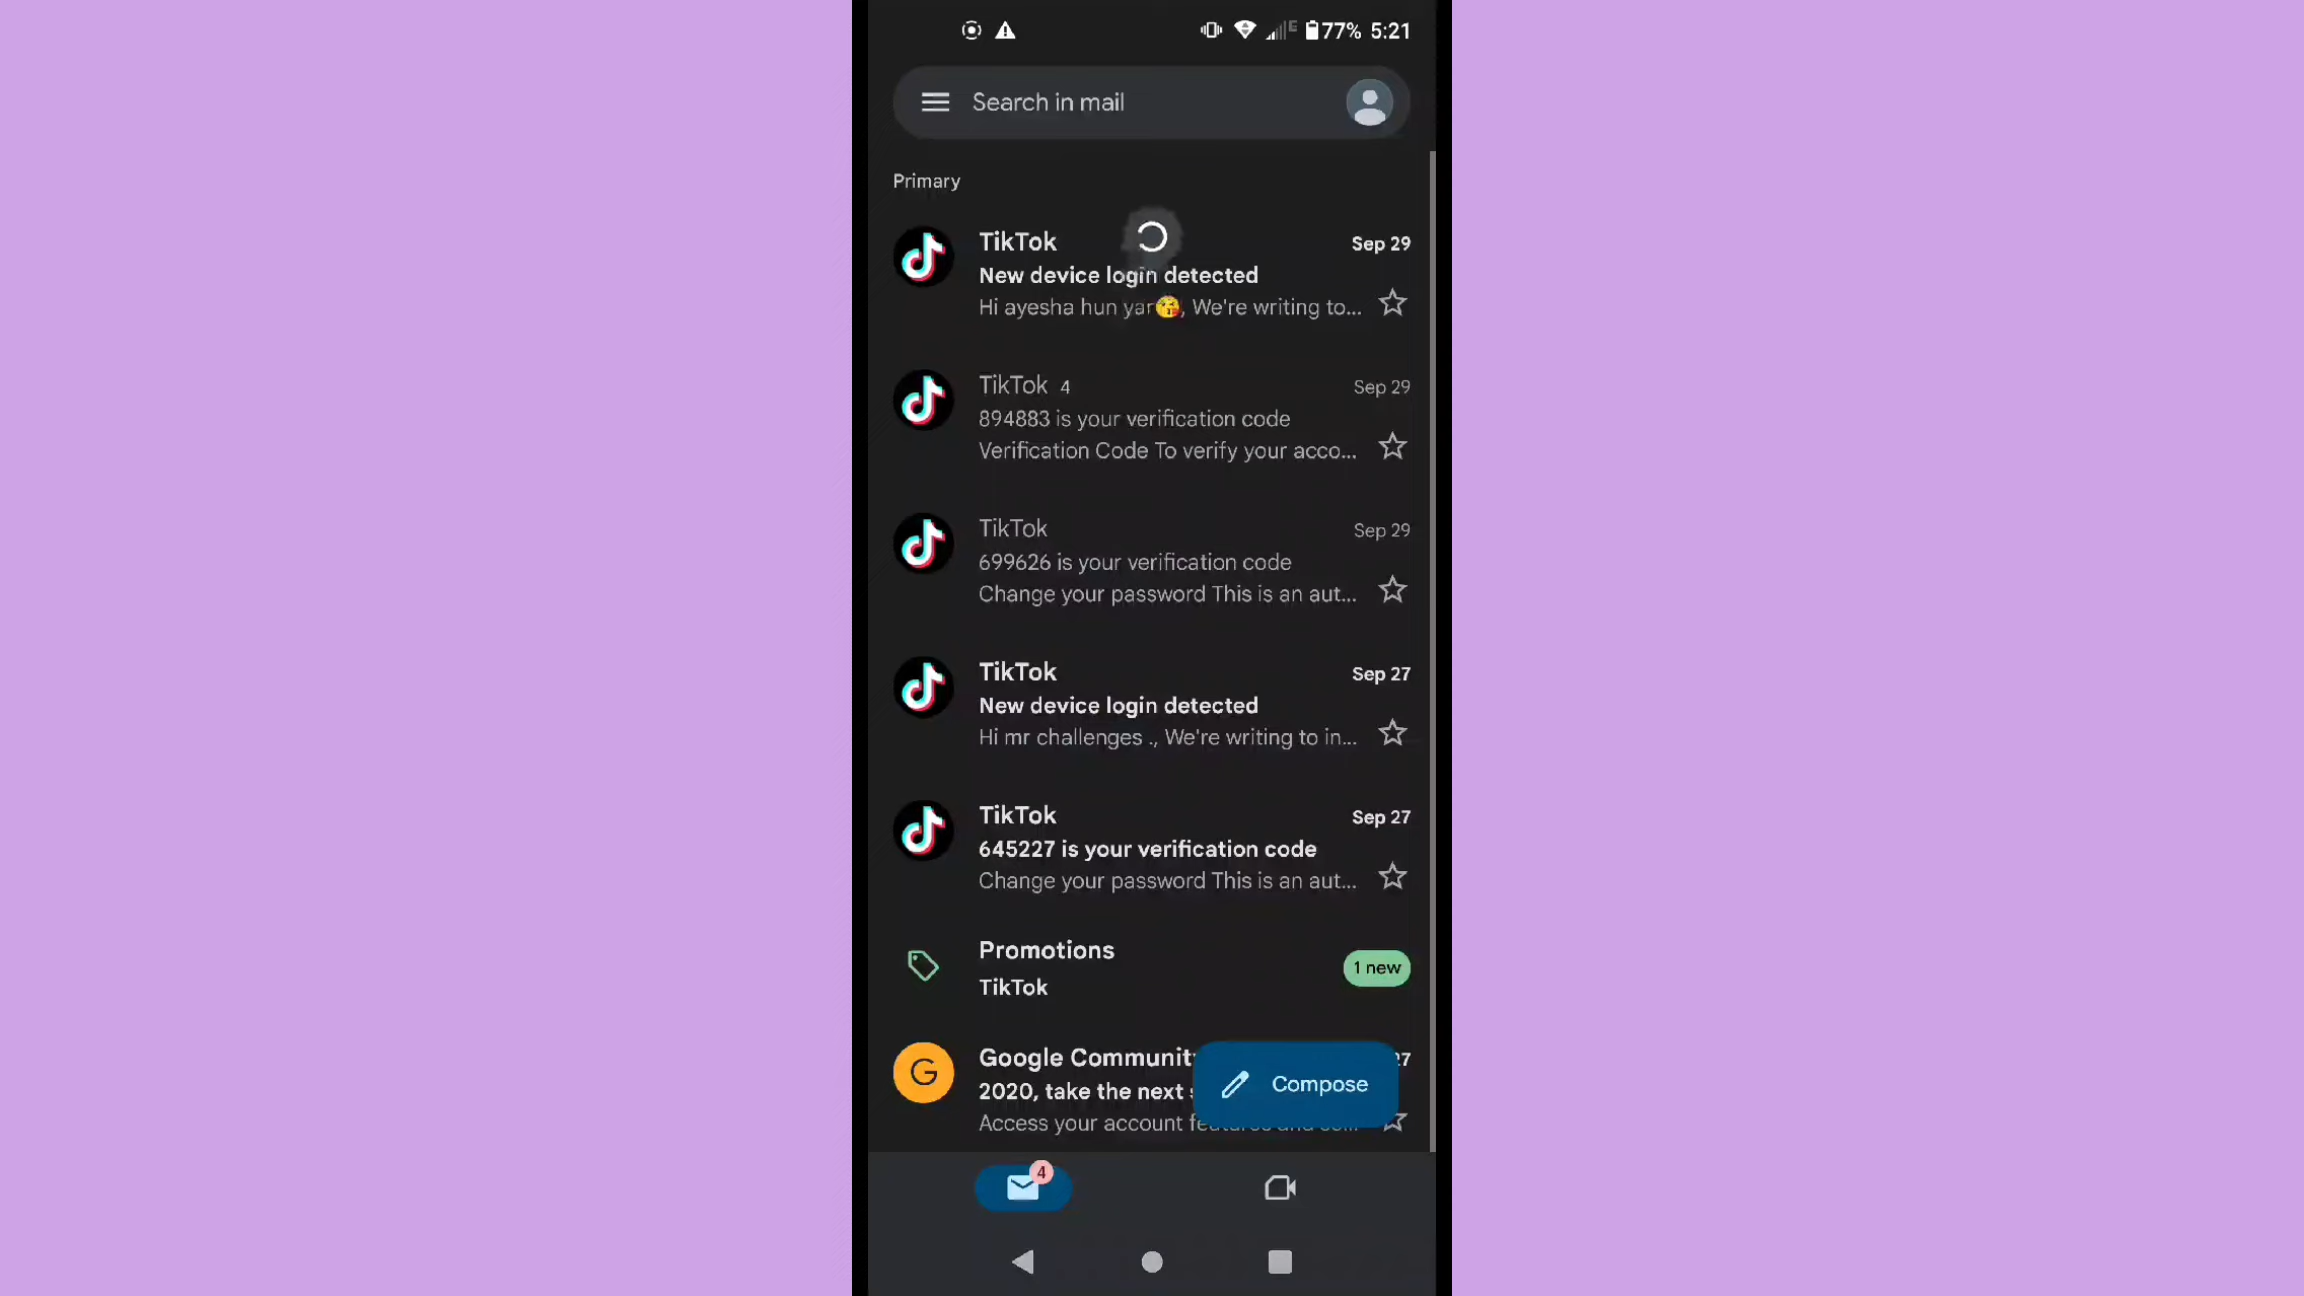 77% 5:21
Search in mail
Primary
TikTok Sep 29
New device login detected
Hi ayesha hun yar😘, We're writing to...
TikTok 4 Sep 29
894883 is your verification code
Verification Code To verify your acco...
TikTok Sep 29
699626 is your verification code
Change your password This is an aut...
TikTok Sep 27
New device login detected
Hi mr challenges ., We're writing to in...
TikTok Sep 27
645227 is your verification code
Change your password This is an aut...
Promotions 1 new
TikTok
Google Community
2020, take the next
Access your account
Compose
4